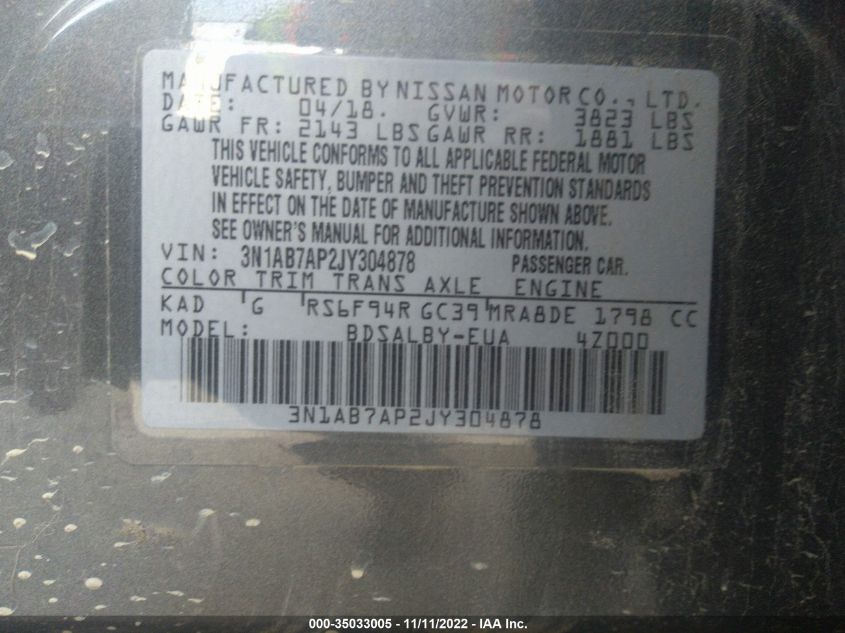 MANUFACTURED BY NISSAN MOTOR CO., LTD.
DATE: 04/18. GVWR: 3823 LBS
GAWR FR: 2143 LBS GAWR RR: 1881 LBS
THIS VEHICLE CONFORMS TO ALL APPLICABLE FEDERAL MOTOR
VEHICLE SAFETY, BUMPER AND THEFT PREVENTION STANDARDS
IN EFFECT ON THE DATE OF MANUFACTURE SHOWN ABOVE.
SEE OWNER'S MANUAL FOR ADDITIONAL INFORMATION.
VIN: 3N1AB7AP2JY304878 PASSENGER CAR.
COLOR TRIM TRANS AXLE ENGINE
KAD G RS6F94R GC39 MRA8DE 1798 CC
MODEL: BDSALBY-EUA 4Z000
3N1AB7AP2JY304878
000-35033005 - 11/11/2022 - IAA Inc.